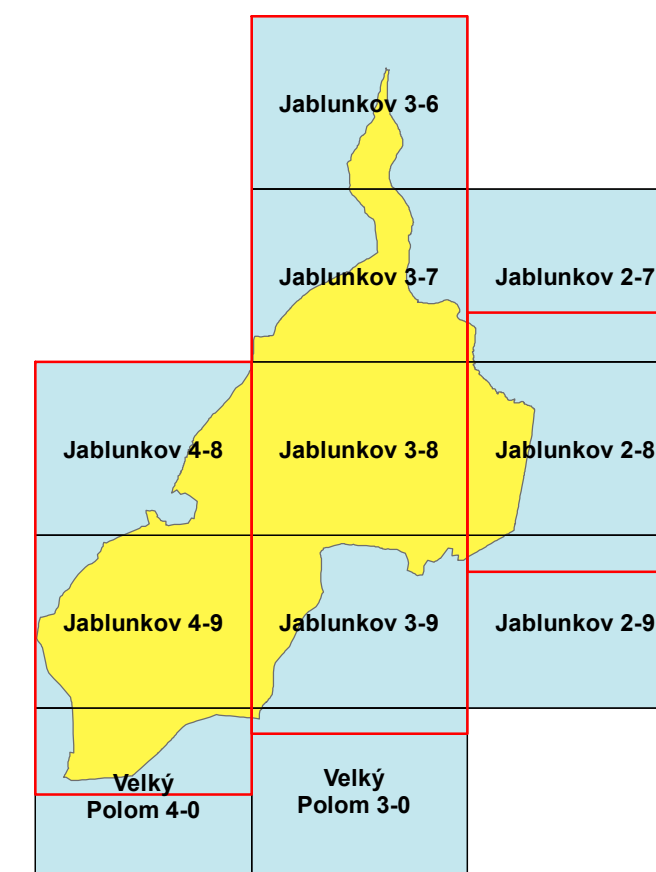 Jablunkov 3-6
Jablunkov 3-7
Jablunkov 2-7
Jablunkov 4-8
Jablunkov 3-8
Jablunkov 2-8
Jablunkov 4-9
Jablunkov 3-9
Jablunkov 2-9
Velký
Polom 4-0
Velký
Polom 3-0